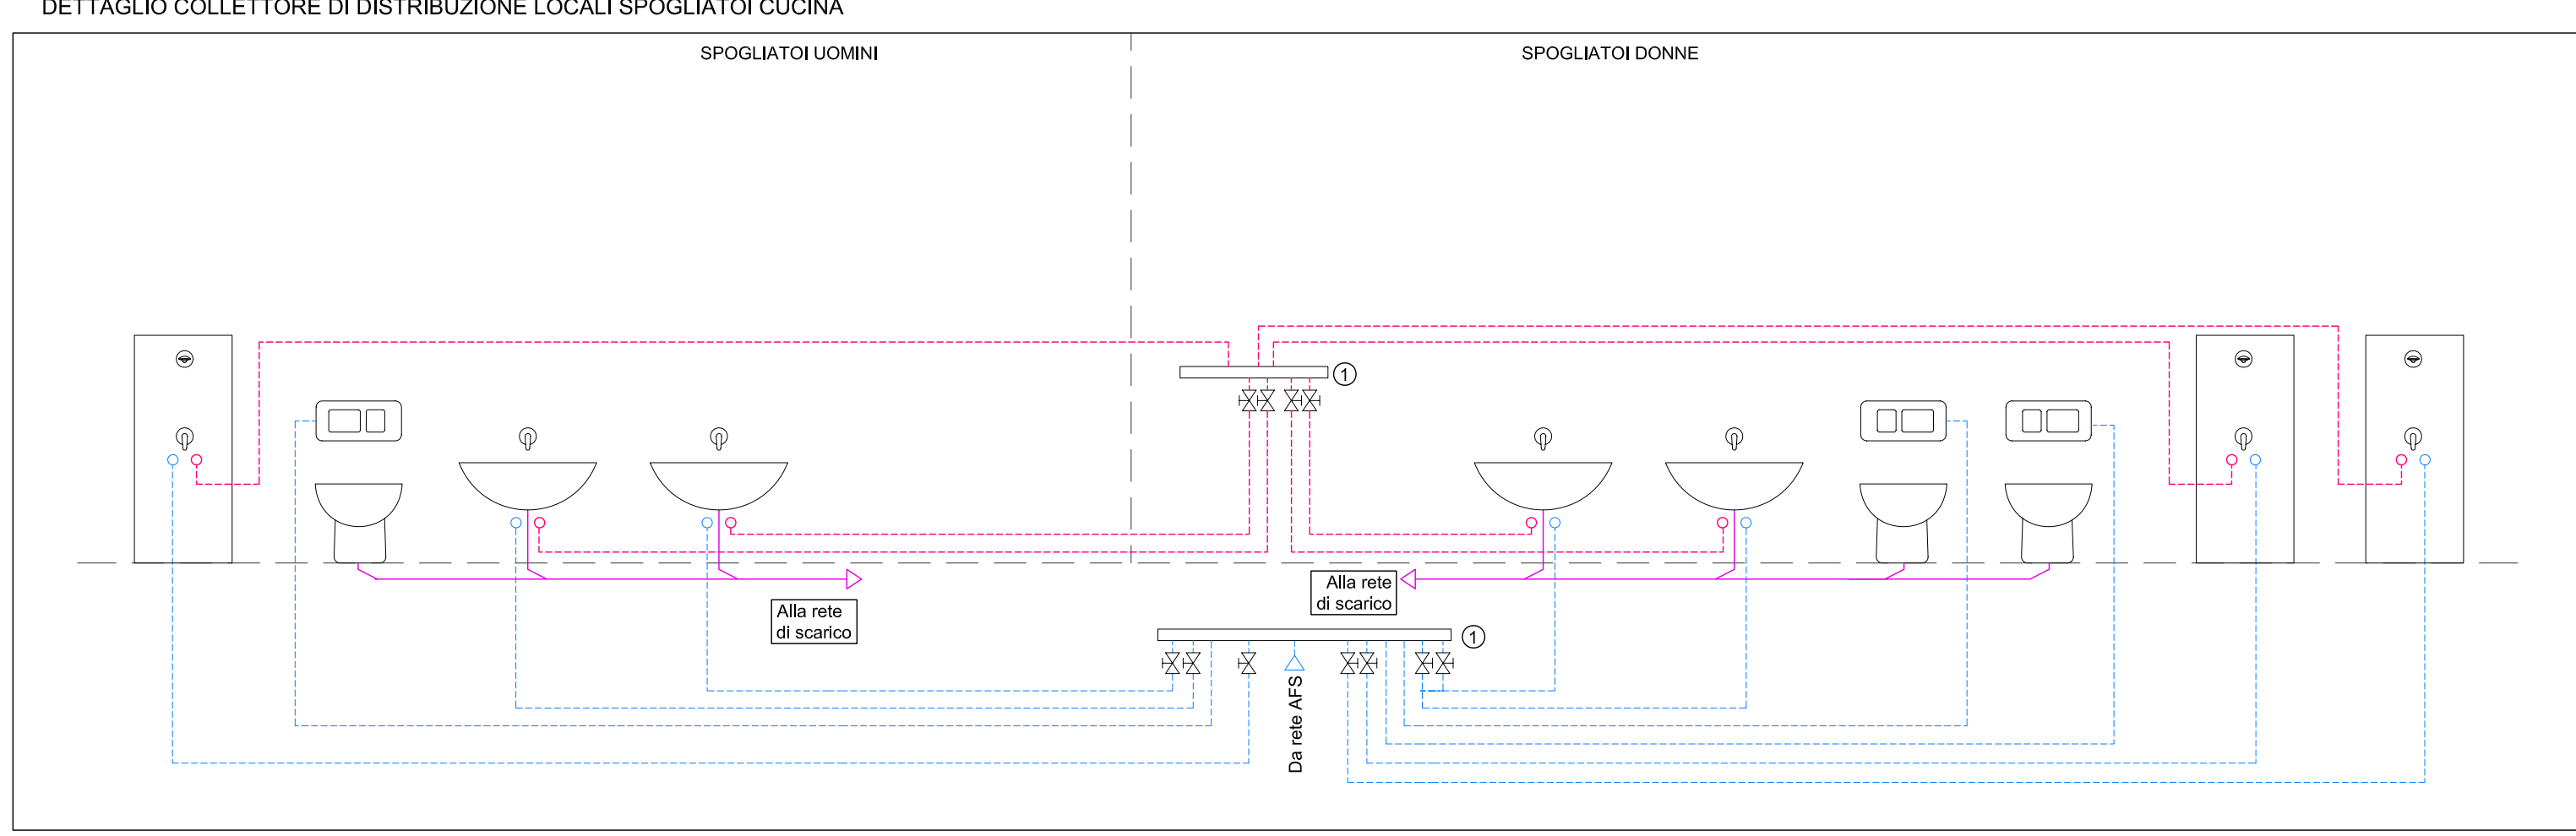 DETTAGLIO COLLETTORE DI DISTRIBUZIONE LOCALI SPOGLIATOI CUCINA
SPOGLIATOI UOMINI
SPOGLIATOI DONNE
1
Alla rete
di scarico
Alla rete
di scarico
1
Da rete AFS